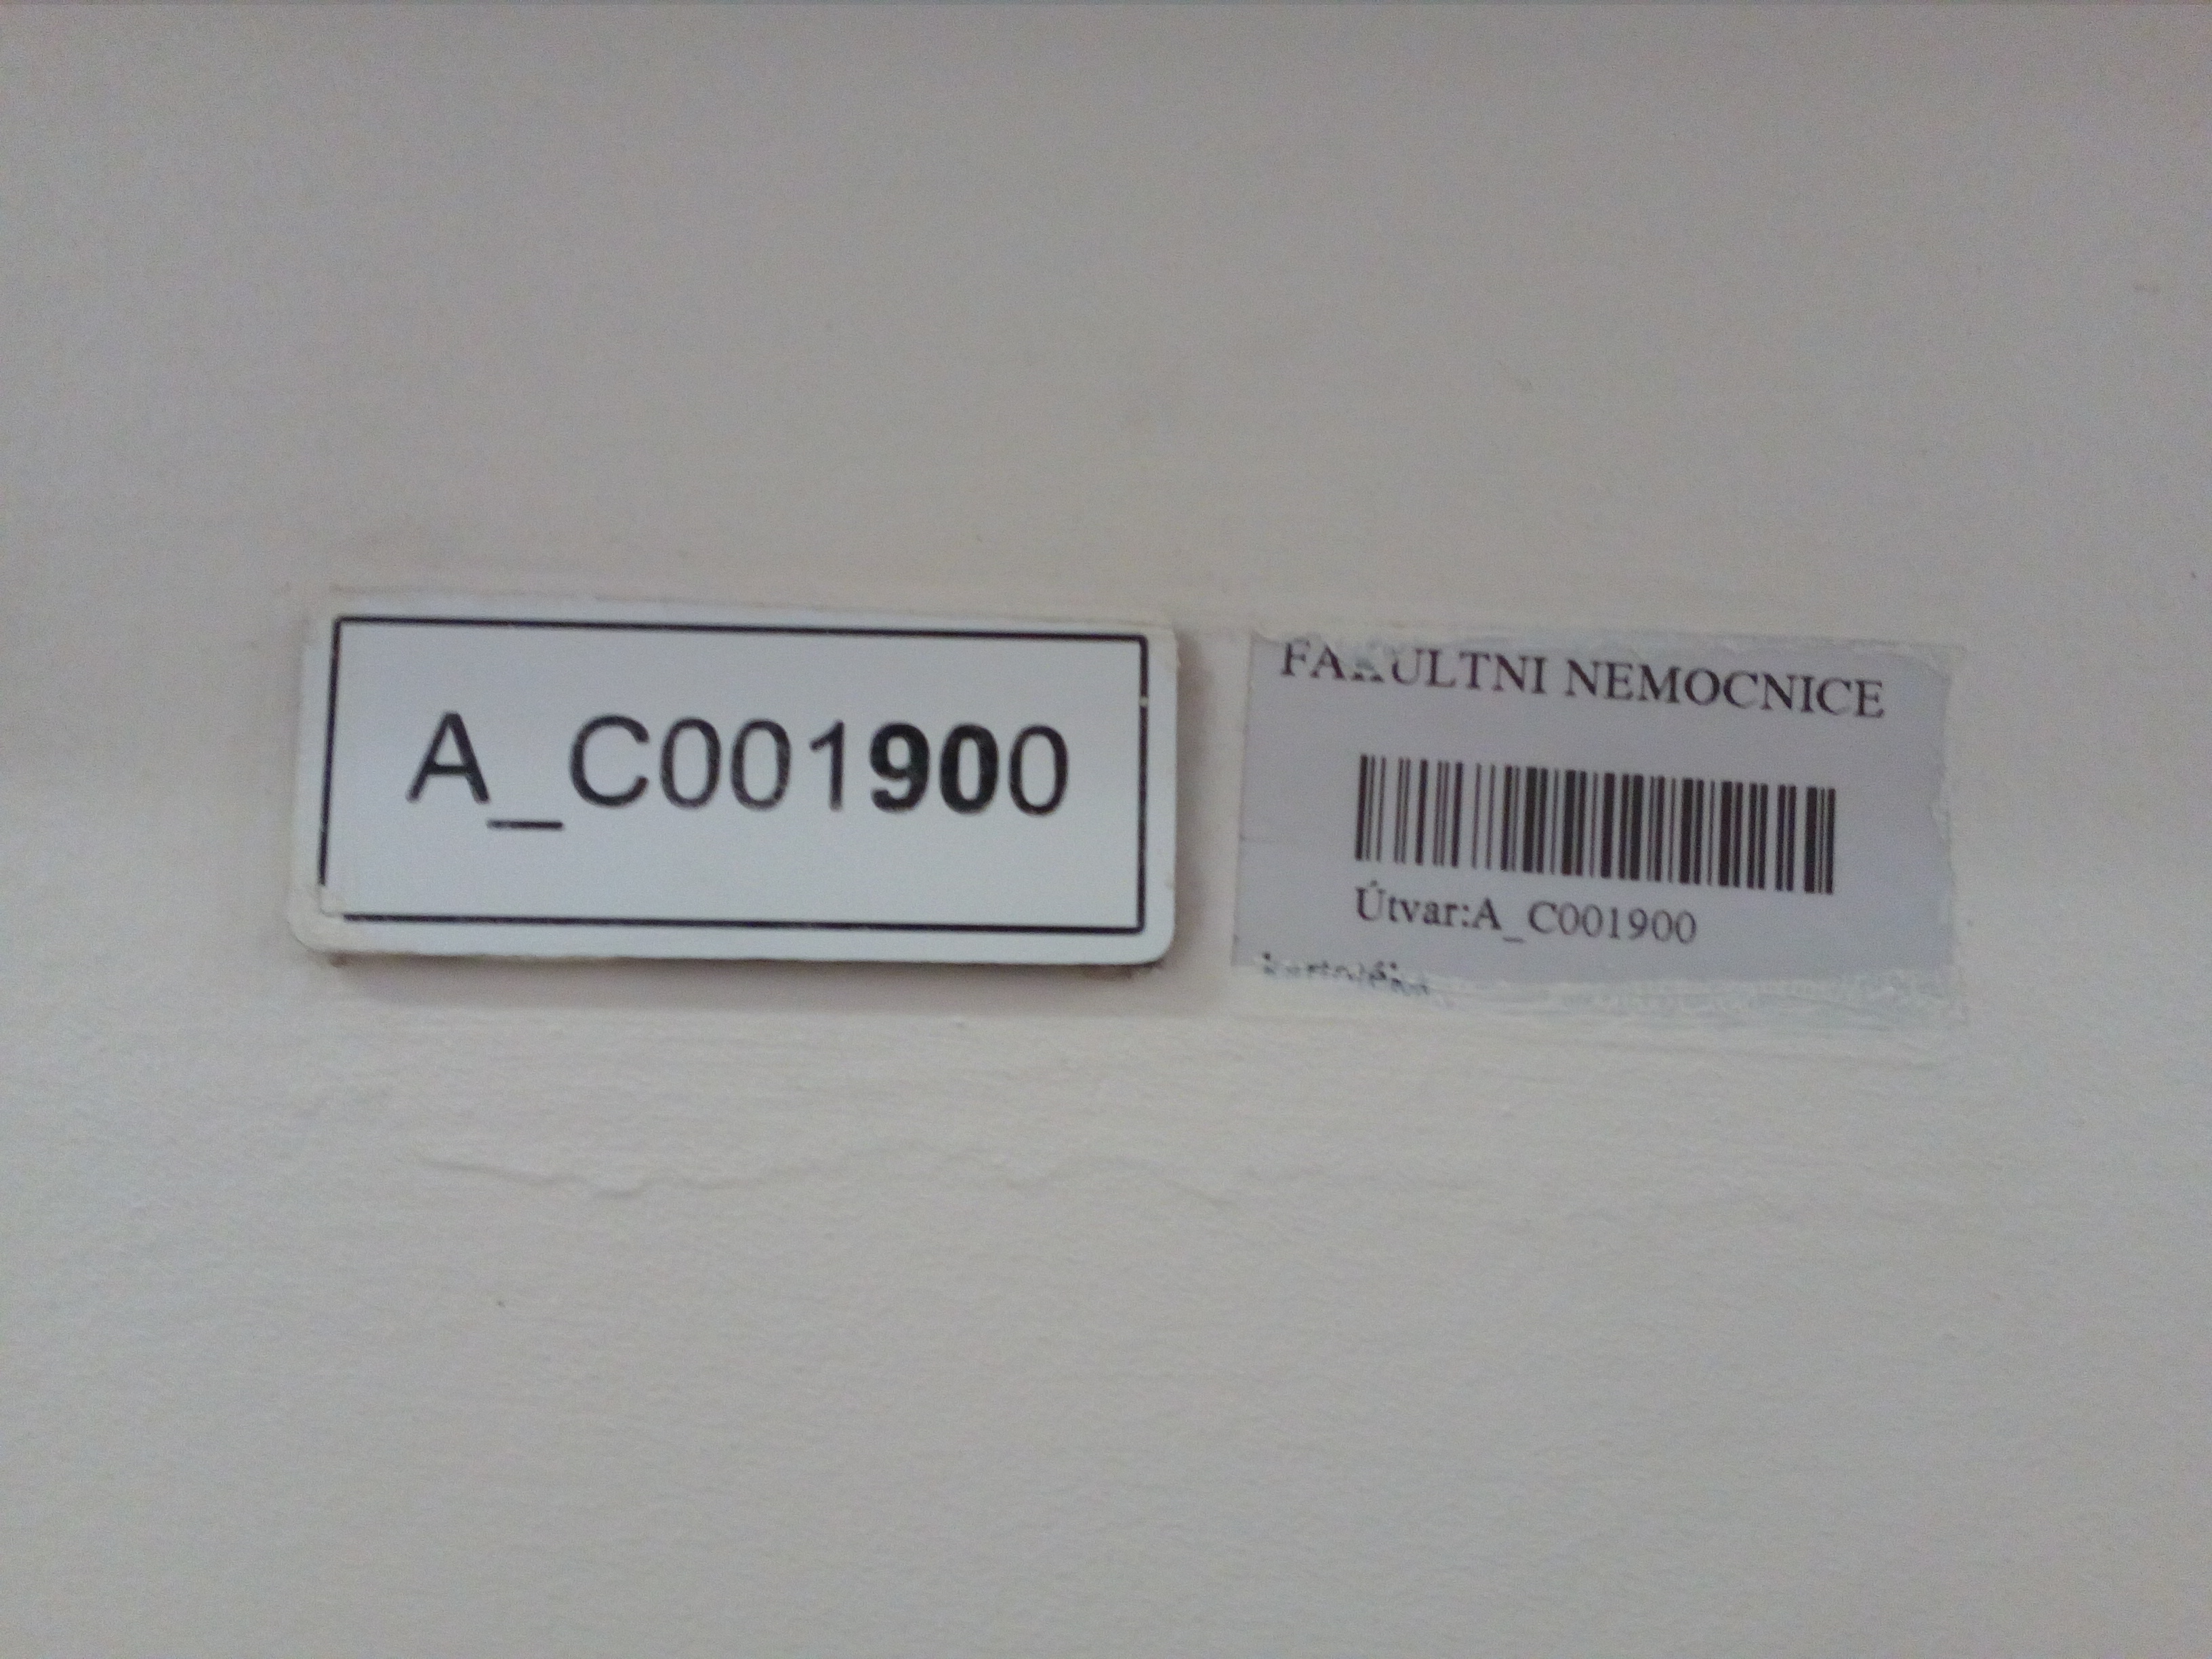 A_C001900
FAKULTNI NEMOCNICE
Útvar:A_C001900